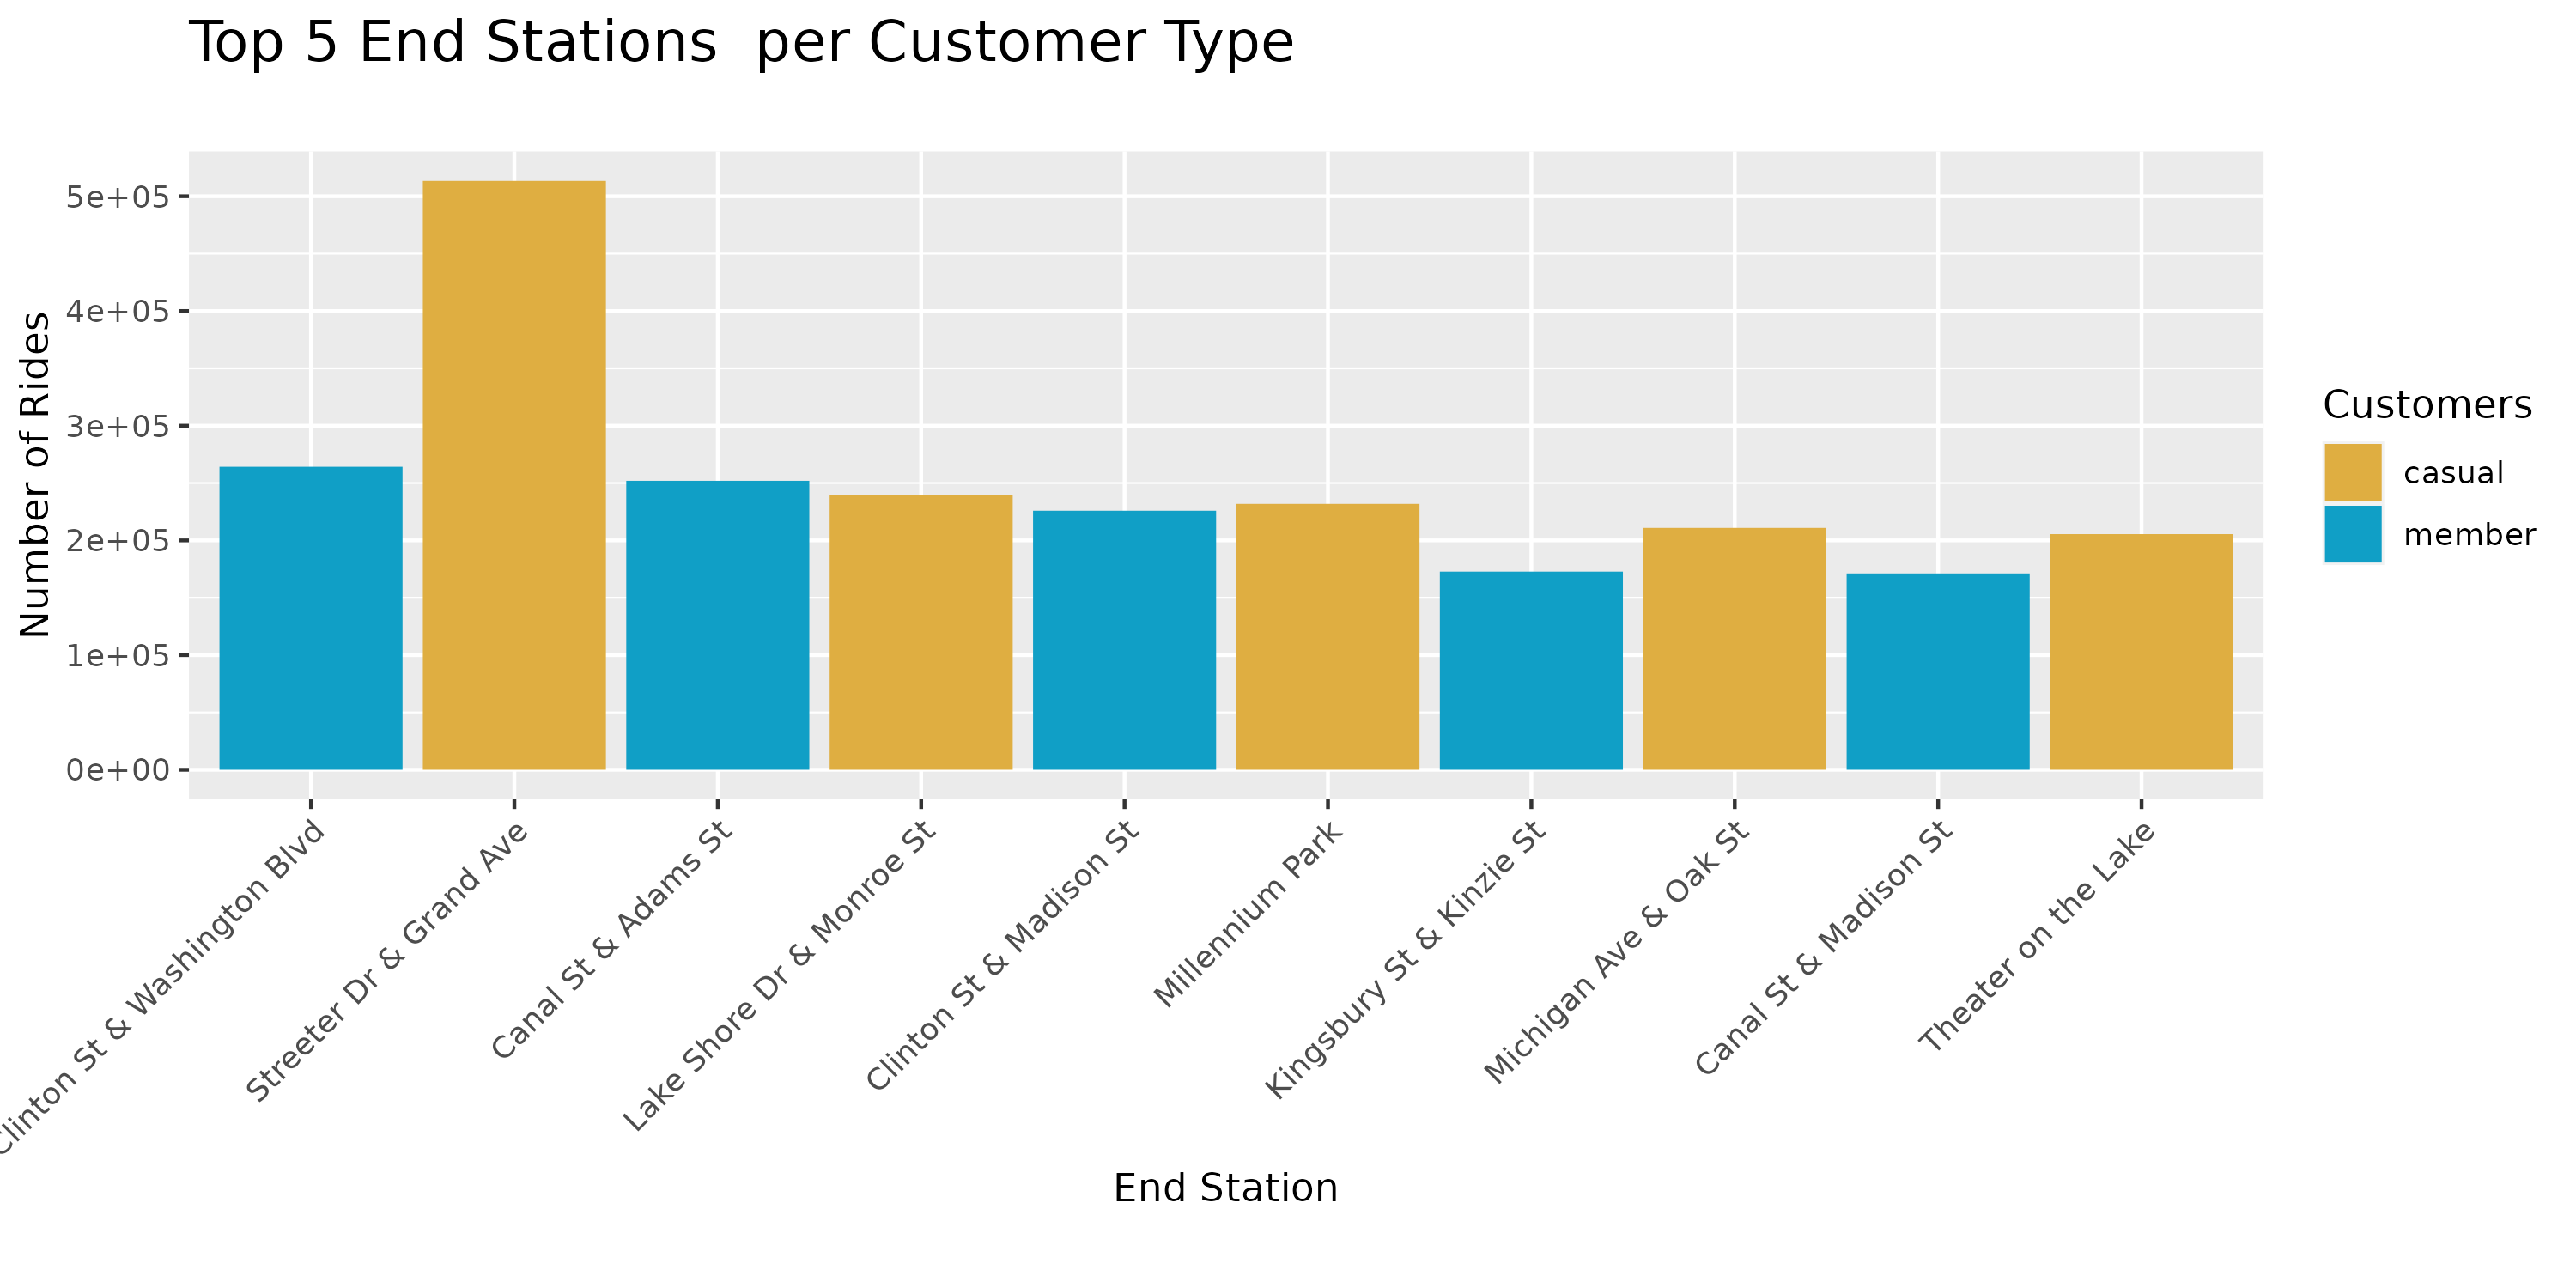 Top 5 End Stations  per Customer Type
Number of Rides
5e+05
4e+05
3e+05
2e+05
1e+05
0e+00
Clinton St & Washington Blvd
Streeter Dr & Grand Ave
Canal St & Adams St
Lake Shore Dr & Monroe St
Clinton St & Madison St
Millennium Park
Kingsbury St & Kinzie St
Michigan Ave & Oak St
Canal St & Madison St
Theater on the Lake
End Station
Customers
casual
member